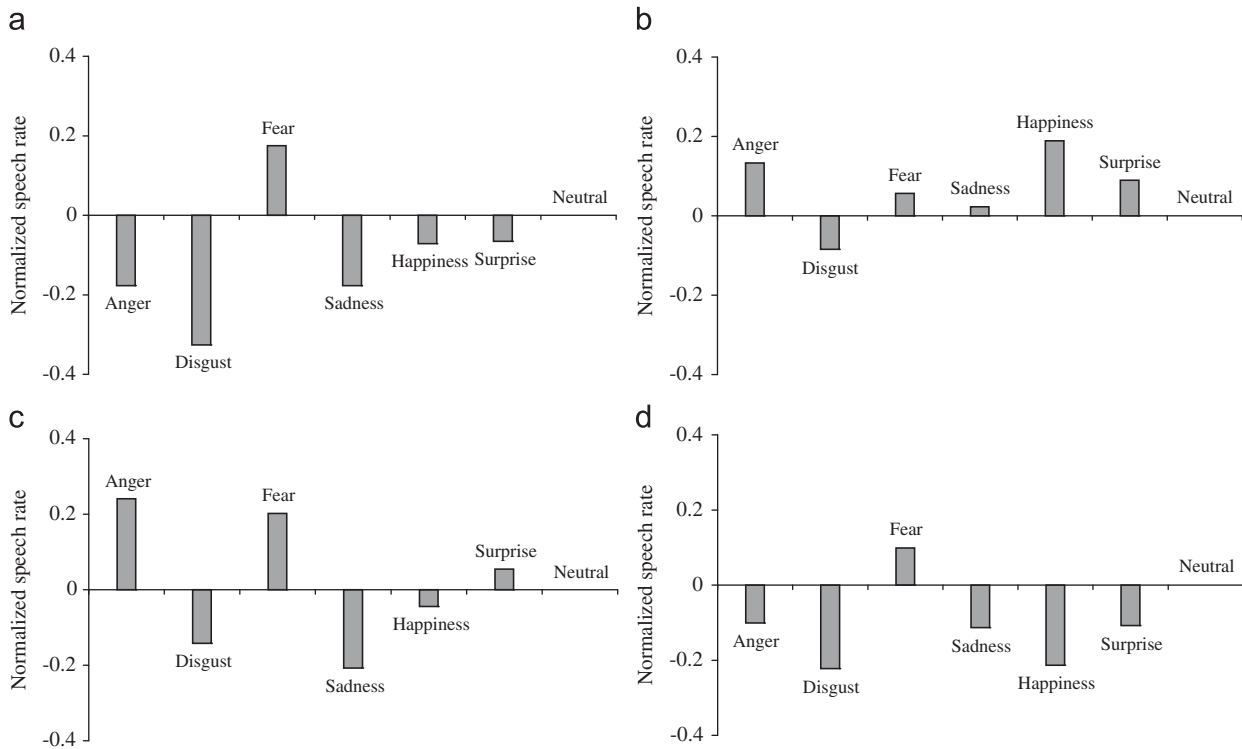 a
Normalized speech rate
0.4
0.2
0
-0.2
-0.4
Fear
Neutral
Anger
Disgust
Sadness
Happiness
Surprise
b
Normalized speech rate
0.4
0.2
0
-0.2
-0.4
Anger
Disgust
Fear
Sadness
Happiness
Surprise
Neutral
c
Normalized speech rate
0.4
0.2
0
-0.2
-0.4
Anger
Disgust
Fear
Sadness
Happiness
Surprise
Neutral
d
Normalized speech rate
0.4
0.2
0
-0.2
-0.4
Anger
Disgust
Fear
Sadness
Happiness
Surprise
Neutral